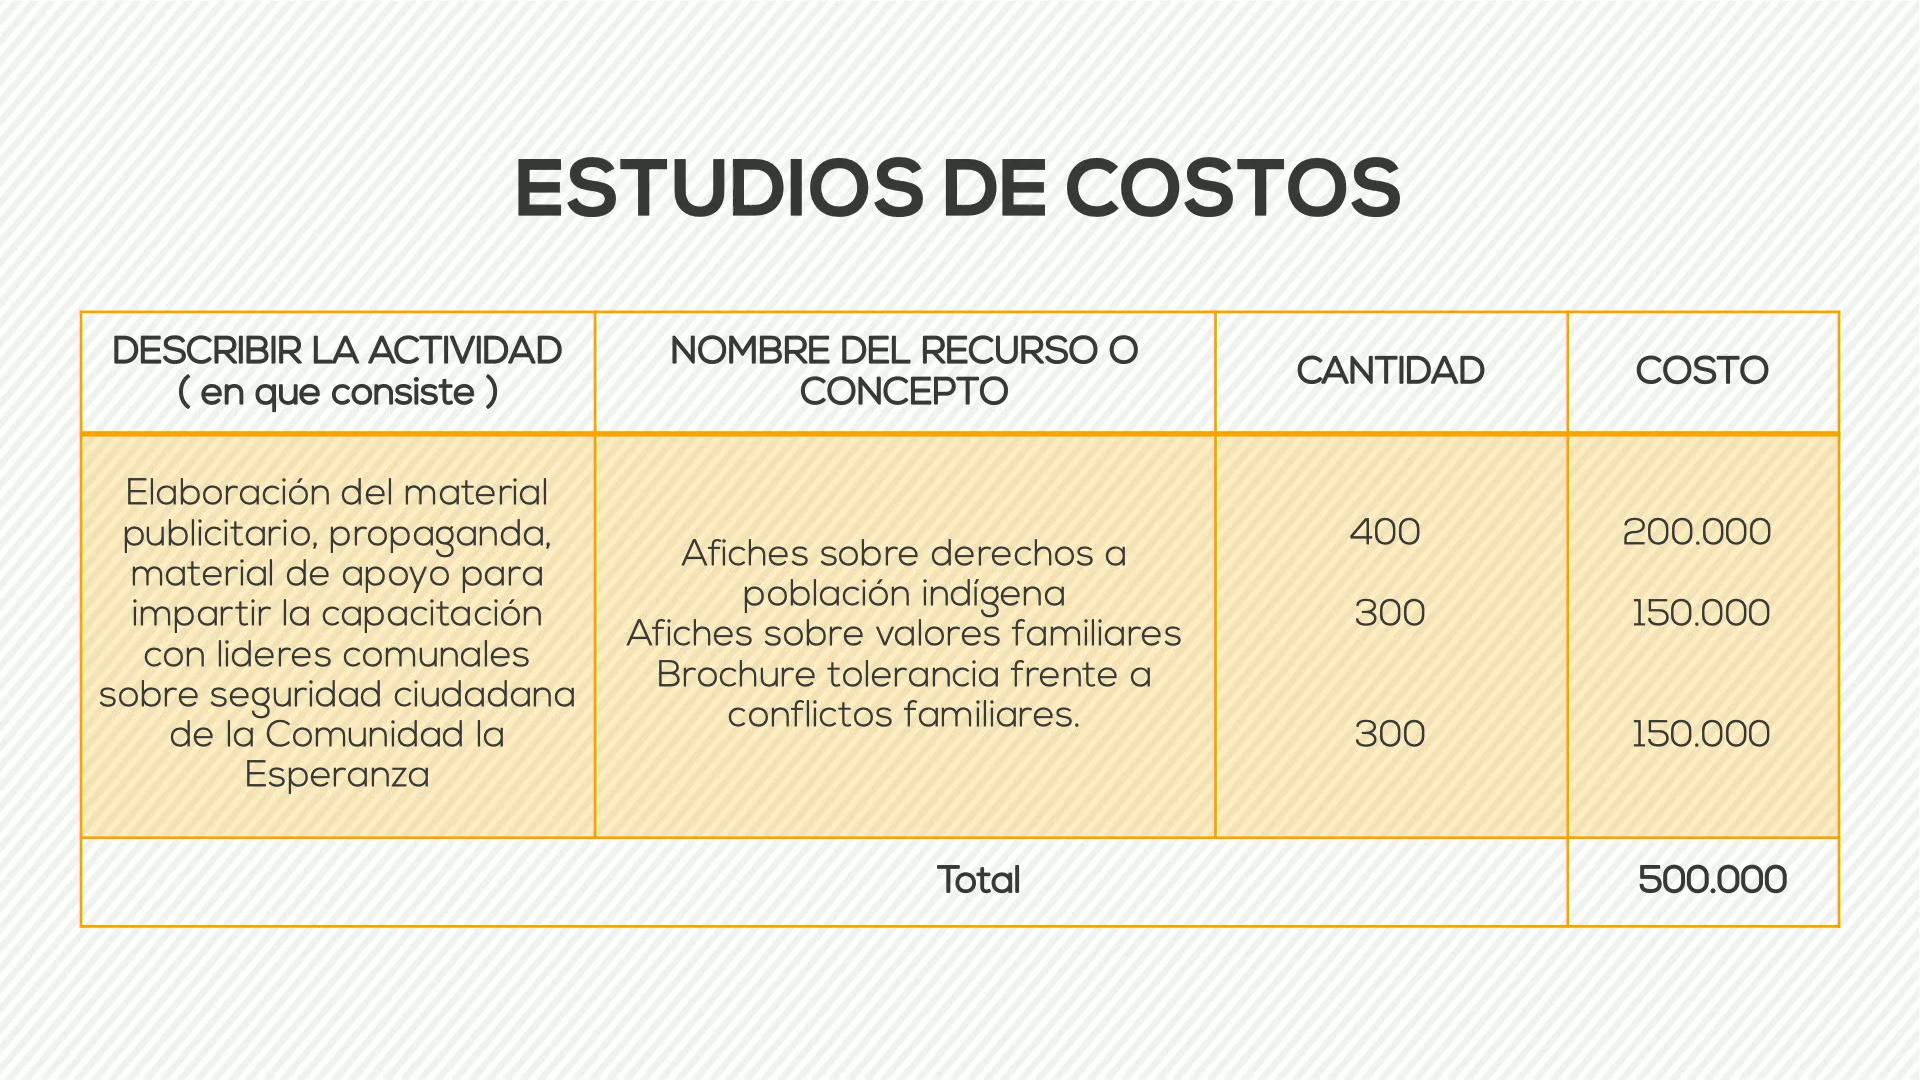 ESTUDIOS DE COSTOS
DESCRIBIR LA ACTIVIDAD
( en que consiste )
NOMBRE DEL RECURSO O
CONCEPTO
CANTIDAD
COSTO
Elaboración del material
publicitario, propaganda,
material de apoyo para
impartir la capacitación
con lideres comunales
sobre seguridad ciudadana
de la Comunidad la
Esperanza
Afiches sobre derechos a
población indígena
Afiches sobre valores familiares
Brochure tolerancia frente a
conflictos familiares.
400
300
300
200.000
150.000
150.000
Total
500.000